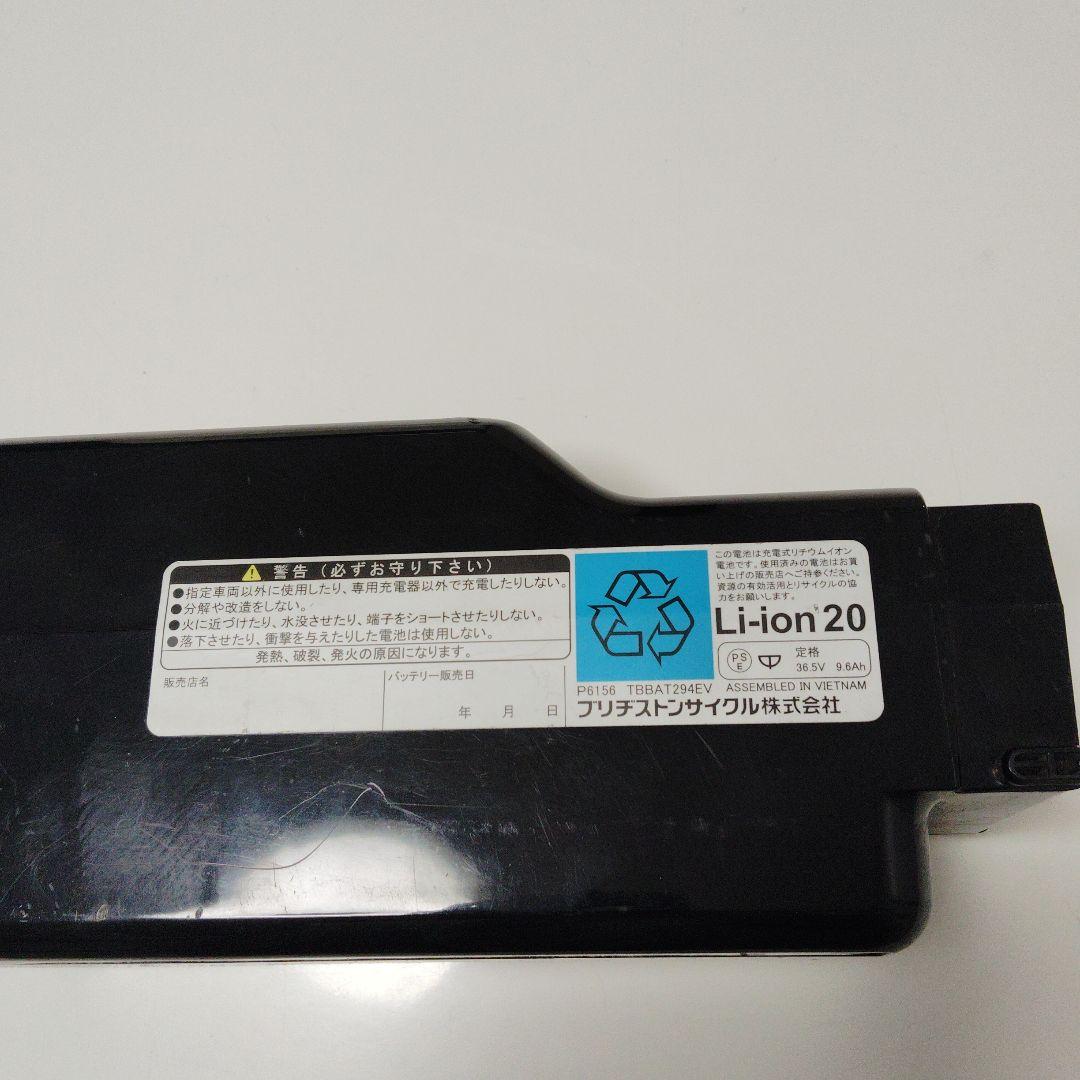 警告(必ずお守り下さい)
●指定車両以外に使用したり、専用充電器以外で充電したりしない。
●分解や改造をしない。
●火に近づけたり、水没させたり、端子をショートさせたりしない。
●落下させたり、衝撃を与えたりした電池は使用しない。
発熱、破裂、発火の原因になります。
販売店名
バッテリー販売日
年 月 日
この電池は充電式リチウムイオン
電池です。使用済みの電池はお買
い上げの販売店へご持参ください。
資源の有効活用とリサイクルの協
力をお願いします。
Li-ion 20
PS
E
定格
36.5V 9.6Ah
P6156 TBBAT294EV ASSEMBLED IN VIETNAM
ブリヂストンサイクル株式会社